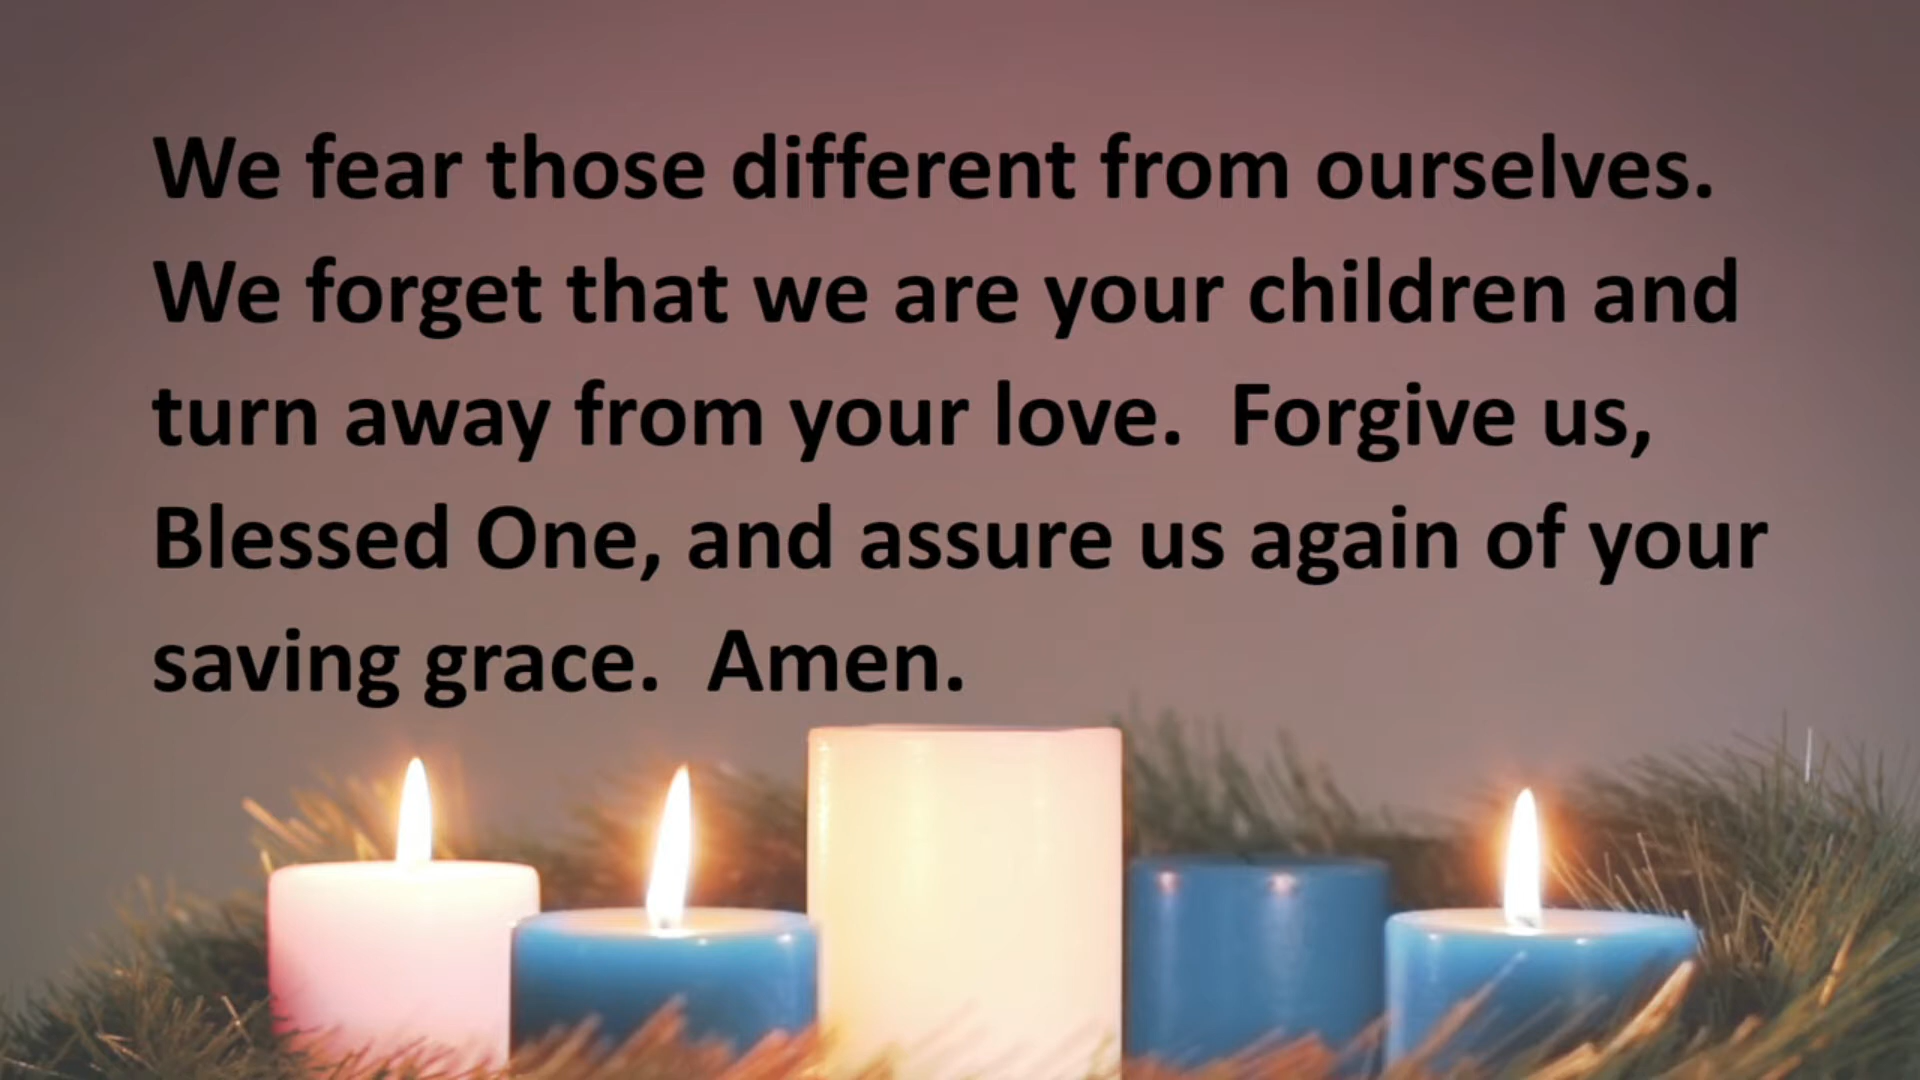 We fear those different from ourselves.
We forget that we are your children and
turn away from your love.  Forgive us,
Blessed One, and assure us again of your
saving grace.  Amen.